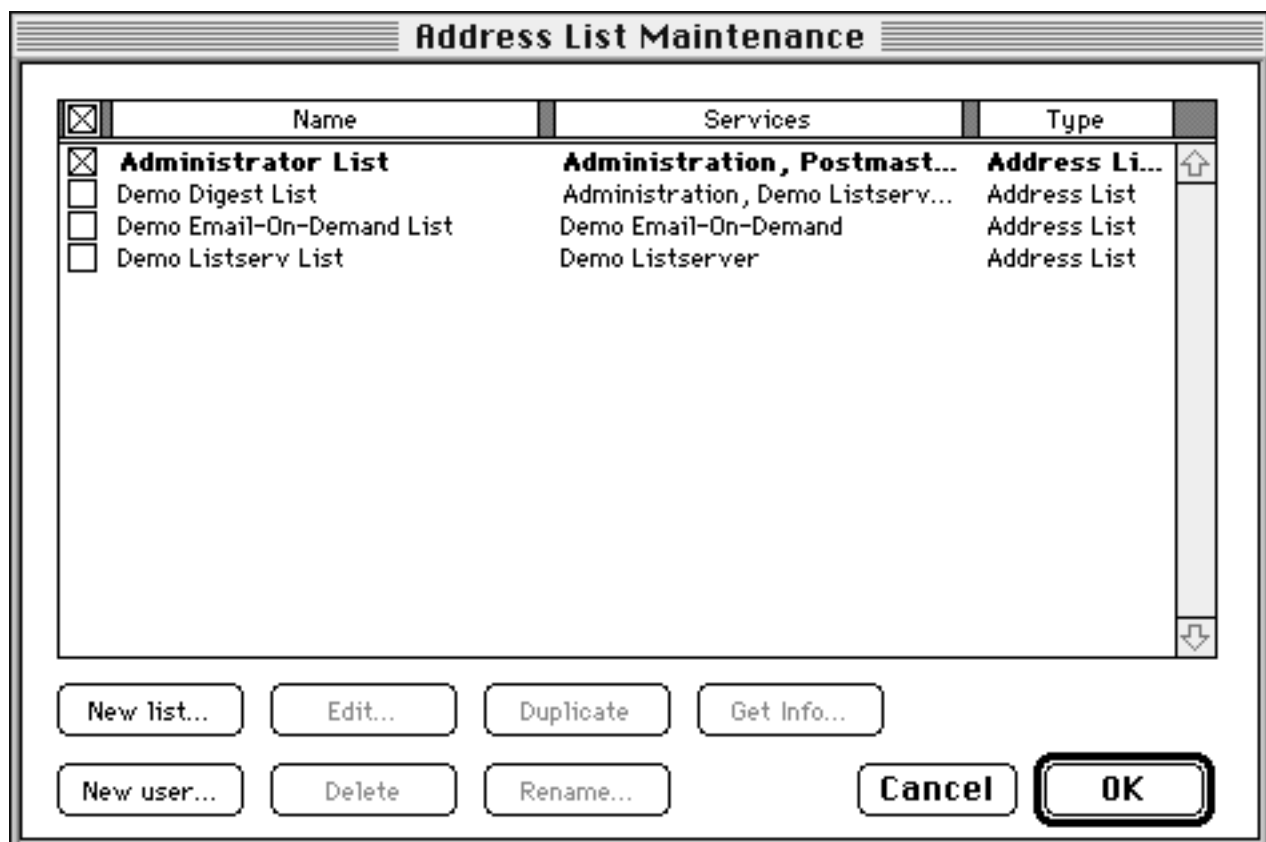 Address List Maintenance
Name Services Type
Administrator List Administration, Postmast... Address Li...
Demo Digest List Administration, Demo Listserv... Address List
Demo Email-On-Demand List Demo Email-On-Demand Address List
Demo Listserv List Demo Listserver Address List
New list... Edit... Duplicate Get Info...
New user... Delete Rename... Cancel OK